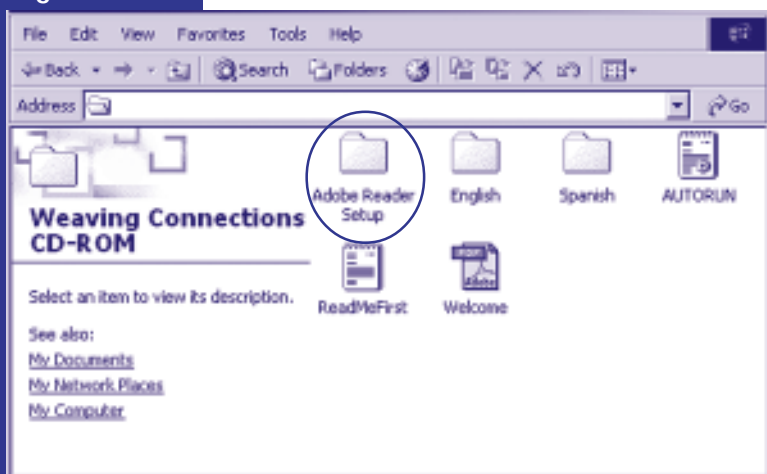 File Edit View Favorites Tools Help
Back Search Folders
Address Go
Weaving Connections
CD-ROM
Select an item to view its description.
See also:
My Documents
My Network Places
My Computer
Adobe Reader
Setup
English
Spanish
AUTORUN
ReadMeFirst
Welcome
Adobe